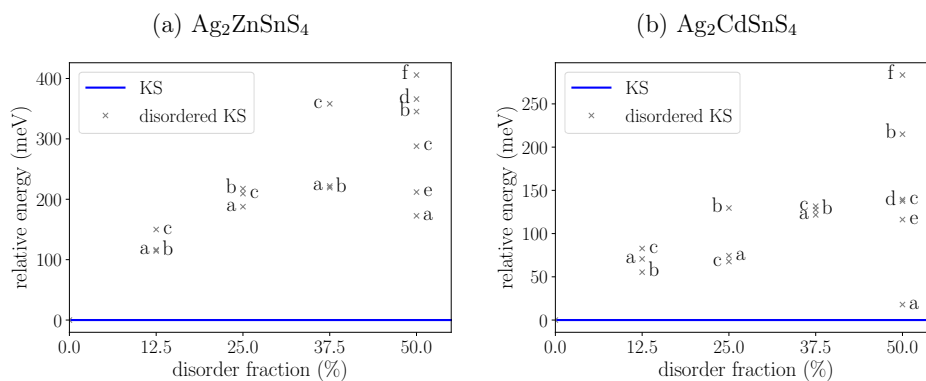 (a) Ag₂ZnSnS₄
relative energy (meV)
400
300
200
100
0
KS
disordered KS
a
b
c
b
c
a
c
a
b
f
d
b
c
e
a
0.0
12.5
25.0
37.5
50.0
disorder fraction (%)
(b) Ag₂CdSnS₄
relative energy (meV)
250
200
150
100
50
0
KS
disordered KS
c
a
b
b
a
c
c
b
a
f
b
d
c
e
a
0.0
12.5
25.0
37.5
50.0
disorder fraction (%)